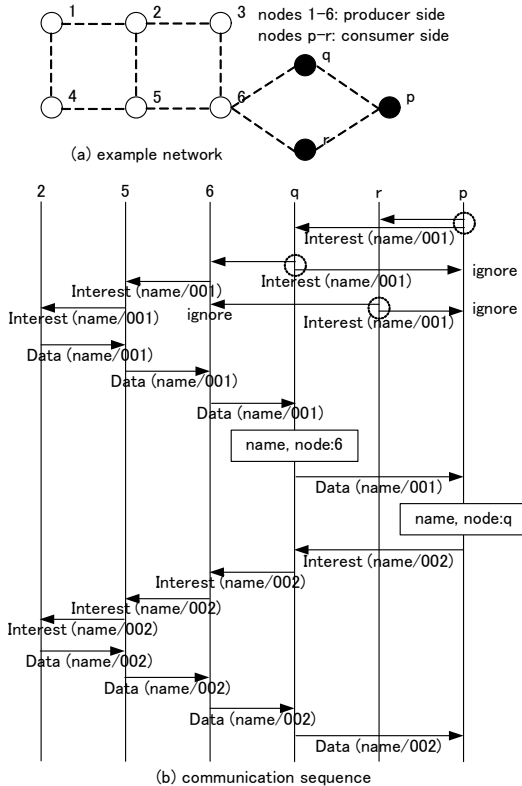 1 2 3
nodes 1-6: producer side
nodes p-r: consumer side
q
p
4 5 6
r
(a) example network
2 5 6 q r p
Interest (name/001)
Interest (name/001)
ignore
Interest (name/001)
ignore
ignore
Interest (name/001)
Interest (name/001)
Data (name/001)
Data (name/001)
Data (name/001)
name, node:6
Data (name/001)
name, node:q
Interest (name/002)
Interest (name/002)
Interest (name/002)
Interest (name/002)
Data (name/002)
Data (name/002)
Data (name/002)
Data (name/002)
(b) communication sequence